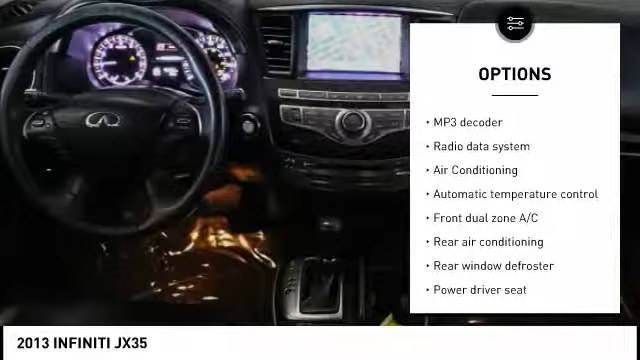 OPTIONS
• MP3 decoder
• Radio data system
• Air Conditioning
• Automatic temperature control
• Front dual zone A/C
• Rear air conditioning
• Rear window defroster
• Power driver seat
2013 INFINITI JX35